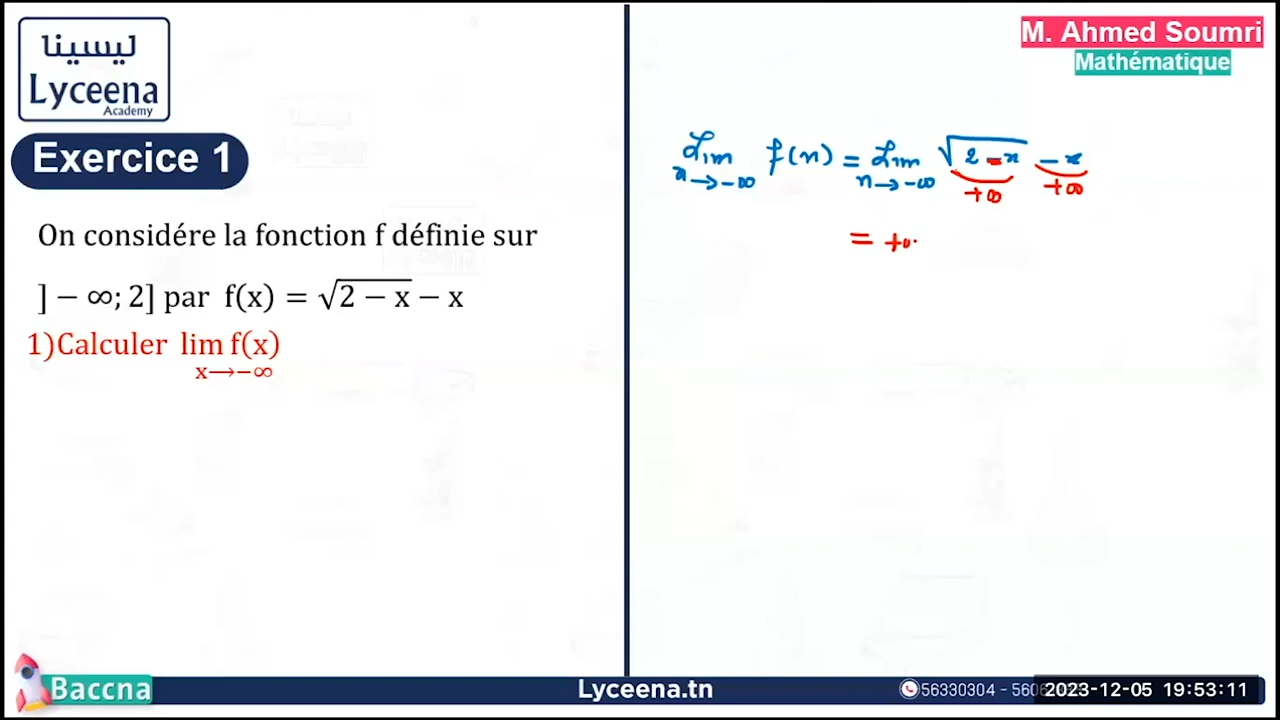 ليسينا
Lyceena
Academy
M. Ahmed Soumri
Mathématique
Exercice 1
On considére la fonction f définie sur
]−∞; 2] par f(x) = √(2 − x) − x
1)Calculer lim f(x)
x→−∞
Lim f(x) = Lim √(2 - x) - x
x→-∞ x→-∞
+∞ +∞
= +∞
Baccna
Lyceena.tn
56330304 - 560
2023-12-05 19:53:11